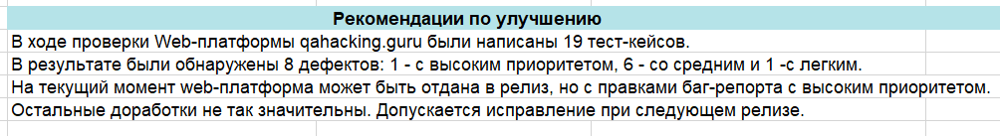 Рекомендации по улучшению
В ходе проверки Web-платформы qahacking.guru были написаны 19 тест-кейсов.
В результате были обнаружены 8 дефектов: 1 - с высоким приоритетом, 6 - со средним и 1 -с легким.
На текущий момент web-платформа может быть отдана в релиз, но с правками баг-репорта с высоким приоритетом.
Остальные доработки не так значительны. Допускается исправление при следующем релизе.